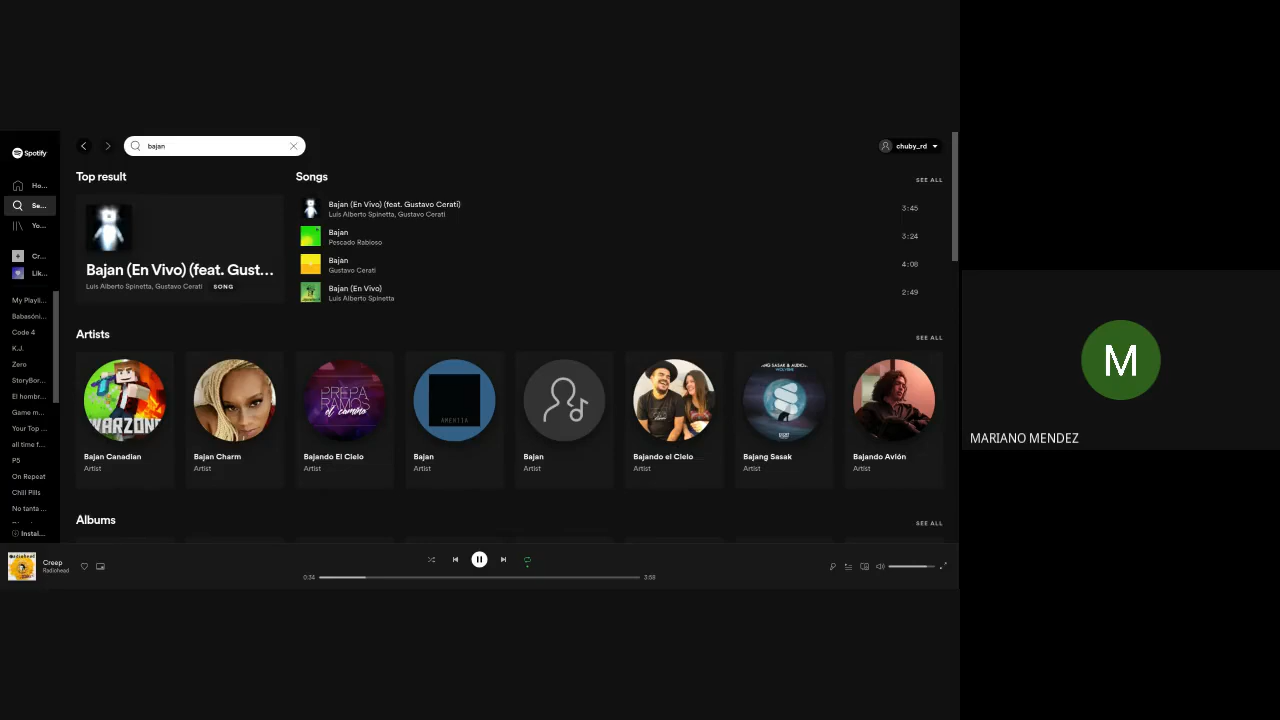 Spotify
bajan
chuby_rd
Ho...
Se...
Yo...
Cr...
Lik...
My Playli...
Babasóni...
Code 4
K.J.
Zero
StoryBor...
El hombr...
Game m...
Your Top ...
all time f...
P5
On Repeat
Chill Pills
No tanta ...
Instal...
Top result
Bajan (En Vivo) (feat. Gust...
Luis Alberto Spinetta, Gustavo Cerati SONG
Songs
SEE ALL
Bajan (En Vivo) (feat. Gustavo Cerati)
Luis Alberto Spinetta, Gustavo Cerati
3:45
Bajan
Pescado Rabioso
3:24
Bajan
Gustavo Cerati
4:08
Bajan (En Vivo)
Luis Alberto Spinetta
2:49
Artists
SEE ALL
WARZON
PREPA
RAMOS
el camino
AMENTIA
Bajan Canadian
Artist
Bajan Charm
Artist
Bajando El Cielo
Artist
Bajan
Artist
Bajan
Artist
Bajando el Cielo
Artist
Bajang Sasak
Artist
Bajando Avión
Artist
Albums
SEE ALL
Creep
Radiohead
0:34
3:58
M
MARIANO MENDEZ